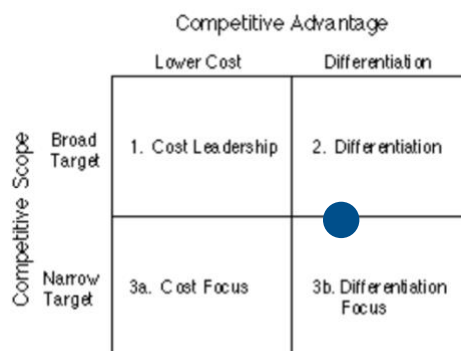 Competitive Advantage
Lower Cost
Differentiation
Competitive Scope
Broad
Target
1. Cost Leadership
2. Differentiation
Narrow
Target
3a. Cost Focus
3b. Differentiation
Focus